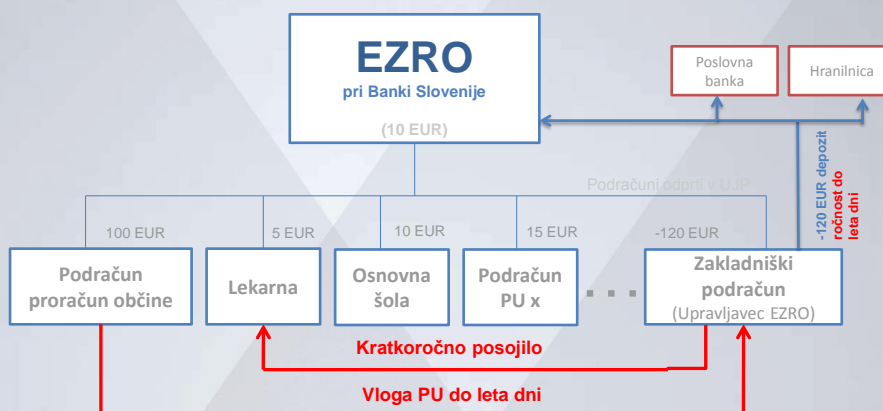 EZRO
pri Banki Slovenije
(10 EUR)
Poslovna
banka
Hranilnica
Podračuni odprti v UJP
-120 EUR depozit
ročnost do
leta dni
100 EUR
5 EUR
10 EUR
15 EUR
-120 EUR
Podračun
proračun občine
Lekarna
Osnovna
šola
Podračun
PU x
...
Zakladniški
podračun
(Upravljavec EZRO)
Kratkoročno posojilo
Vloga PU do leta dni